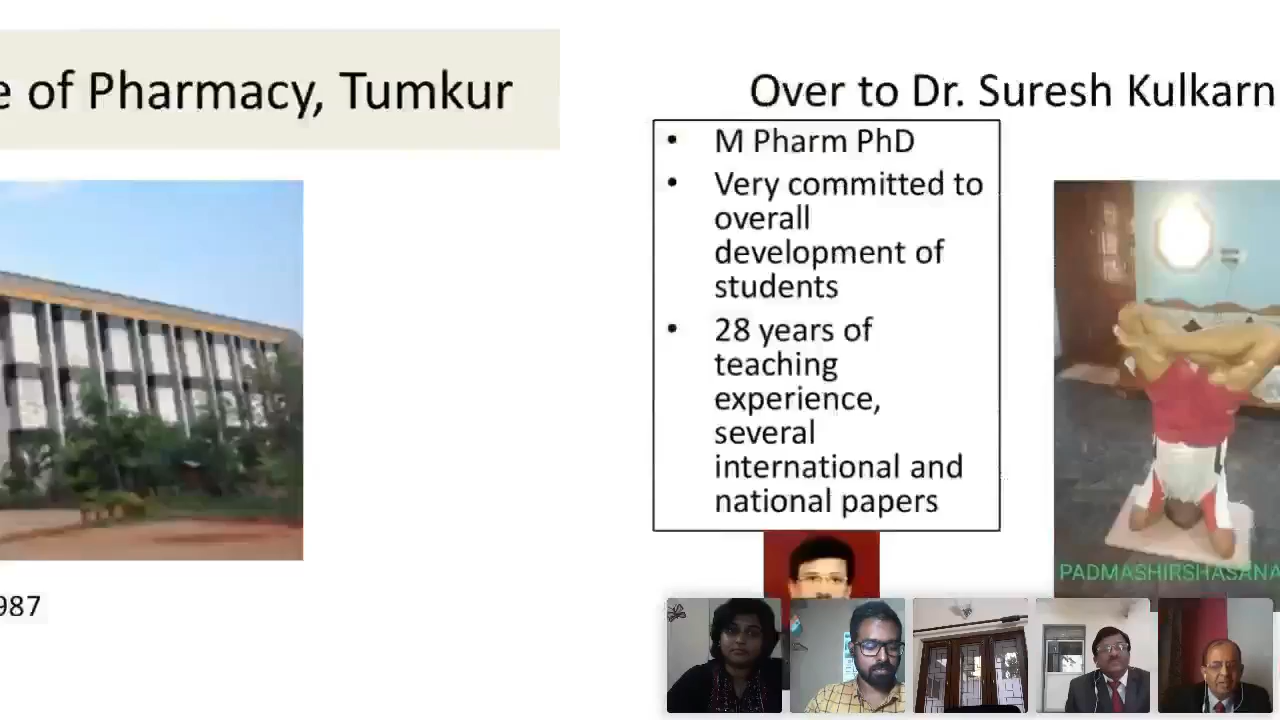 e of Pharmacy, Tumkur
987
Over to Dr. Suresh Kulkarn
• M Pharm PhD
• Very committed to
overall
development of
students
• 28 years of
teaching
experience,
several
international and
national papers
PADMASHIRSHASANA